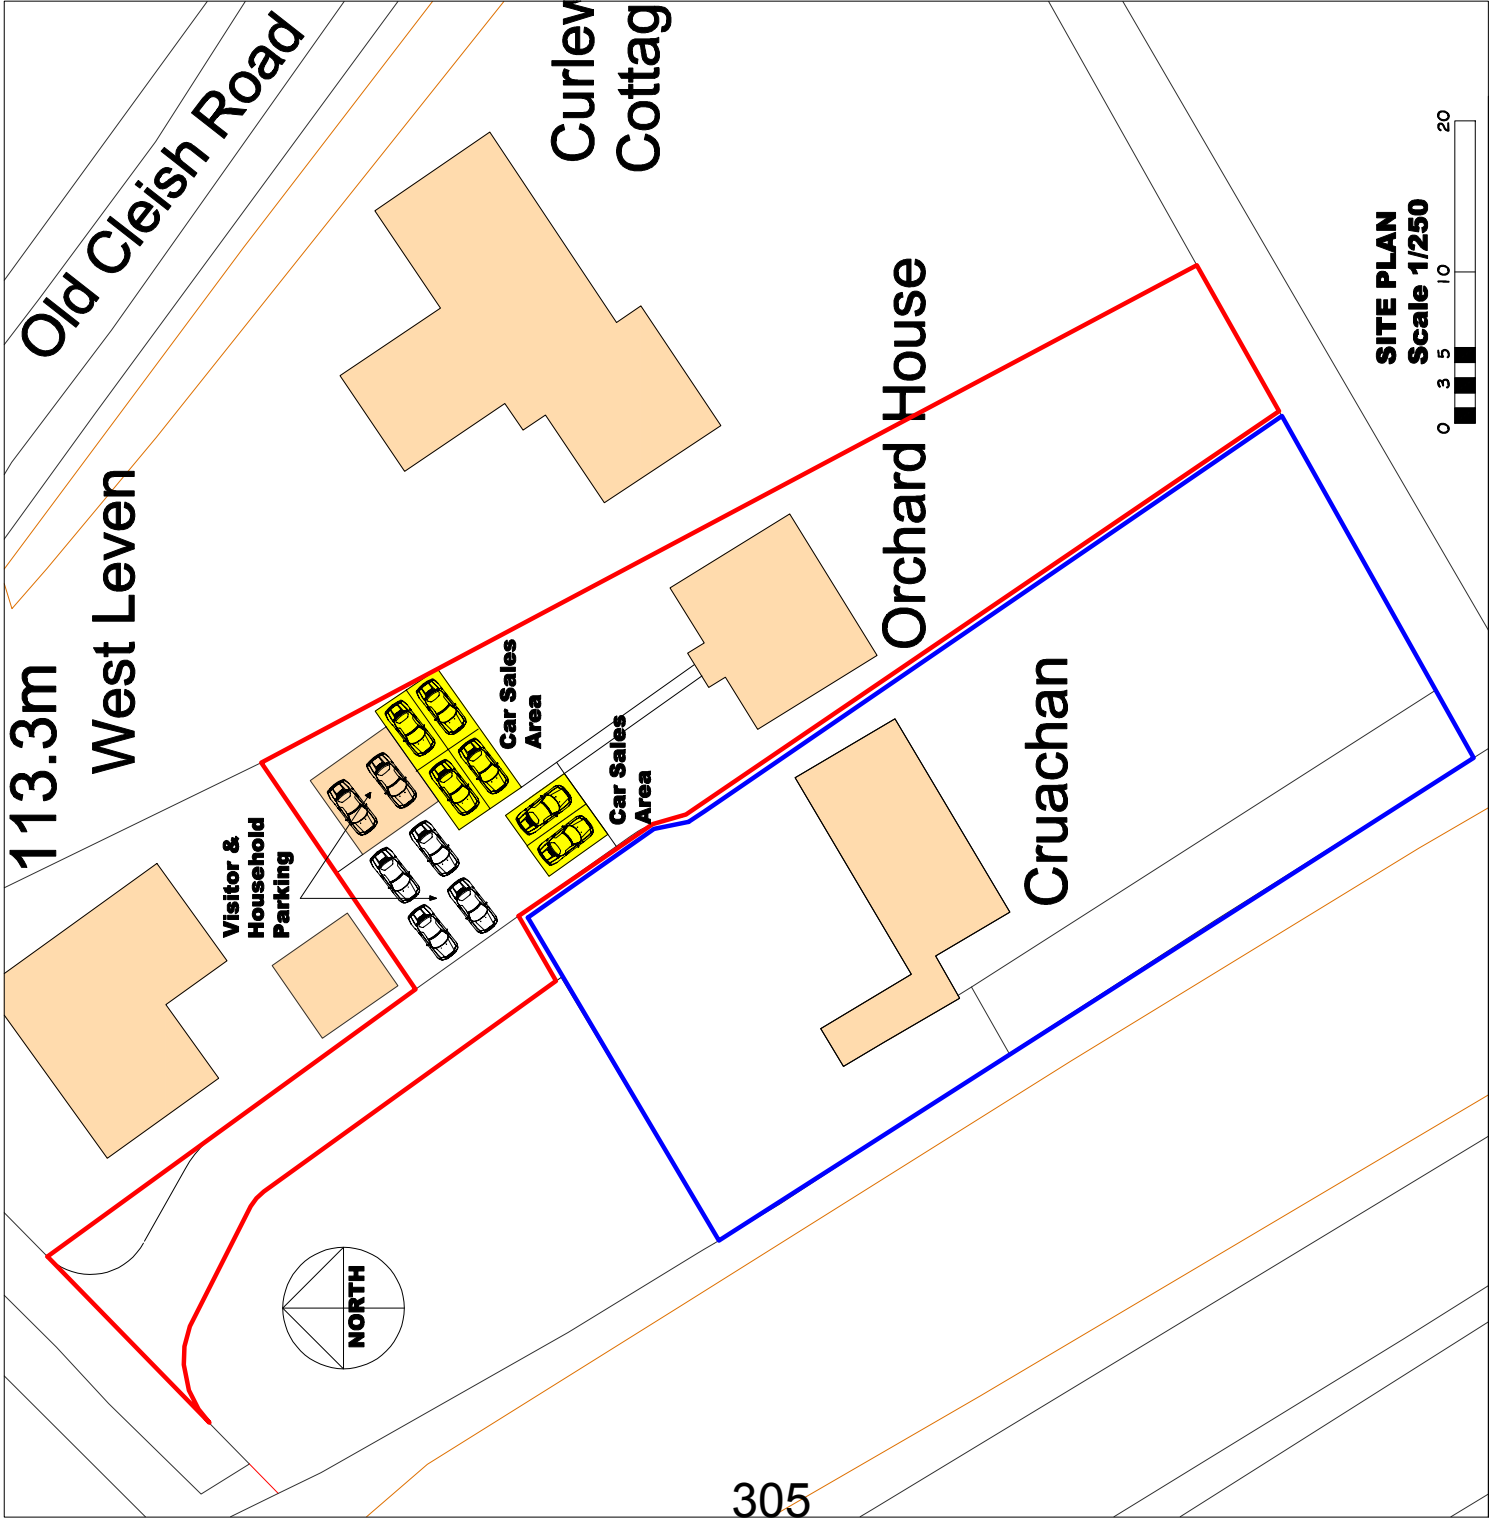 Old Cleish Road
Curlew
Cottag
113.3m
West Leven
Visitor &
Household
Parking
Car Sales
Area
Car Sales
Area
Orchard House
Cruachan
NORTH
305
SITE PLAN
Scale 1/250
0 3 5 10 20